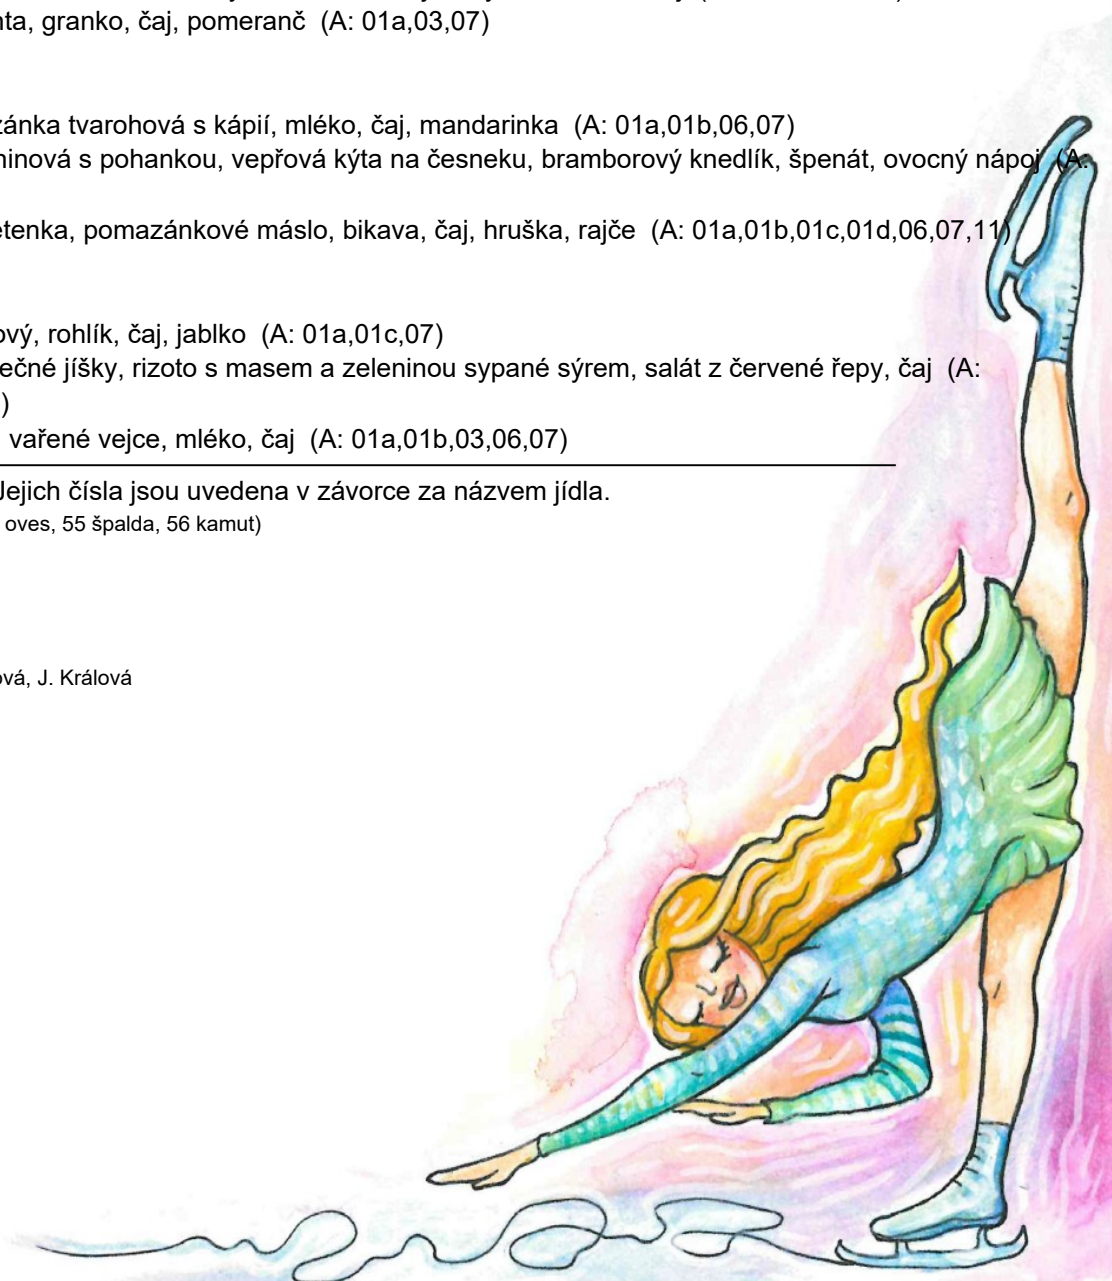 nta, granko, čaj, pomeranč (A: 01a,03,07)
zánka tvarohová s kápií, mléko, čaj, mandarinka (A: 01a,01b,06,07)
ninová s pohankou, vepřová kýta na česneku, bramborový knedlík, špenát, ovocný nápoj (A:
etenka, pomazánkové máslo, bikava, čaj, hruška, rajče (A: 01a,01b,01c,01d,06,07,11)
ový, rohlík, čaj, jablko (A: 01a,01c,07)
ečné jíšky, rizoto s masem a zeleninou sypané sýrem, salát z červené řepy, čaj (A:
)
vařené vejce, mléko, čaj (A: 01a,01b,03,06,07)
Jejich čísla jsou uvedena v závorce za názvem jídla.
oves, 55 špalda, 56 kamut)
ová, J. Králová